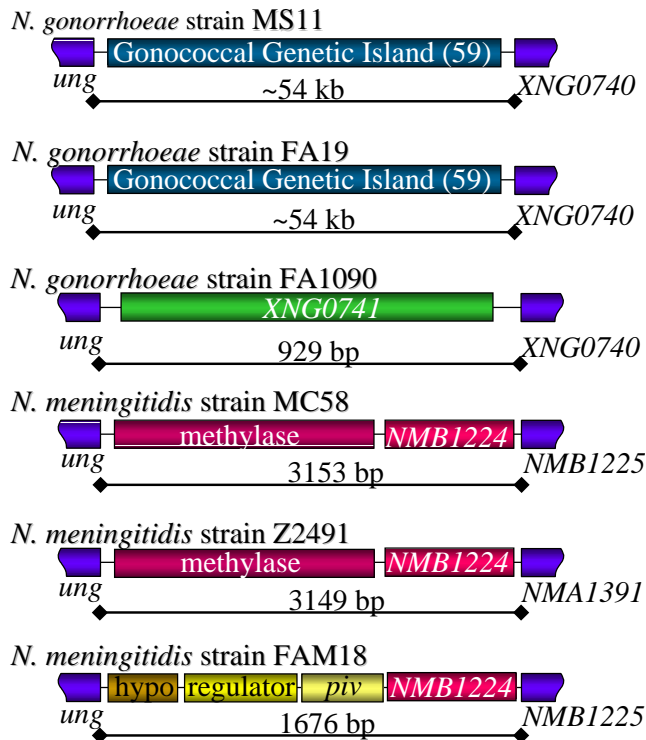 N. gonorrhoeae strain MS11
Gonococcal Genetic Island (59)
ung XNG0740
~54 kb
N. gonorrhoeae strain FA19
Gonococcal Genetic Island (59)
ung XNG0740
~54 kb
N. gonorrhoeae strain FA1090
XNG0741
ung XNG0740
929 bp
N. meningitidis strain MC58
methylase NMB1224
ung NMB1225
3153 bp
N. meningitidis strain Z2491
methylase NMB1224
ung NMA1391
3149 bp
N. meningitidis strain FAM18
hypo regulator piv NMB1224
ung NMB1225
1676 bp